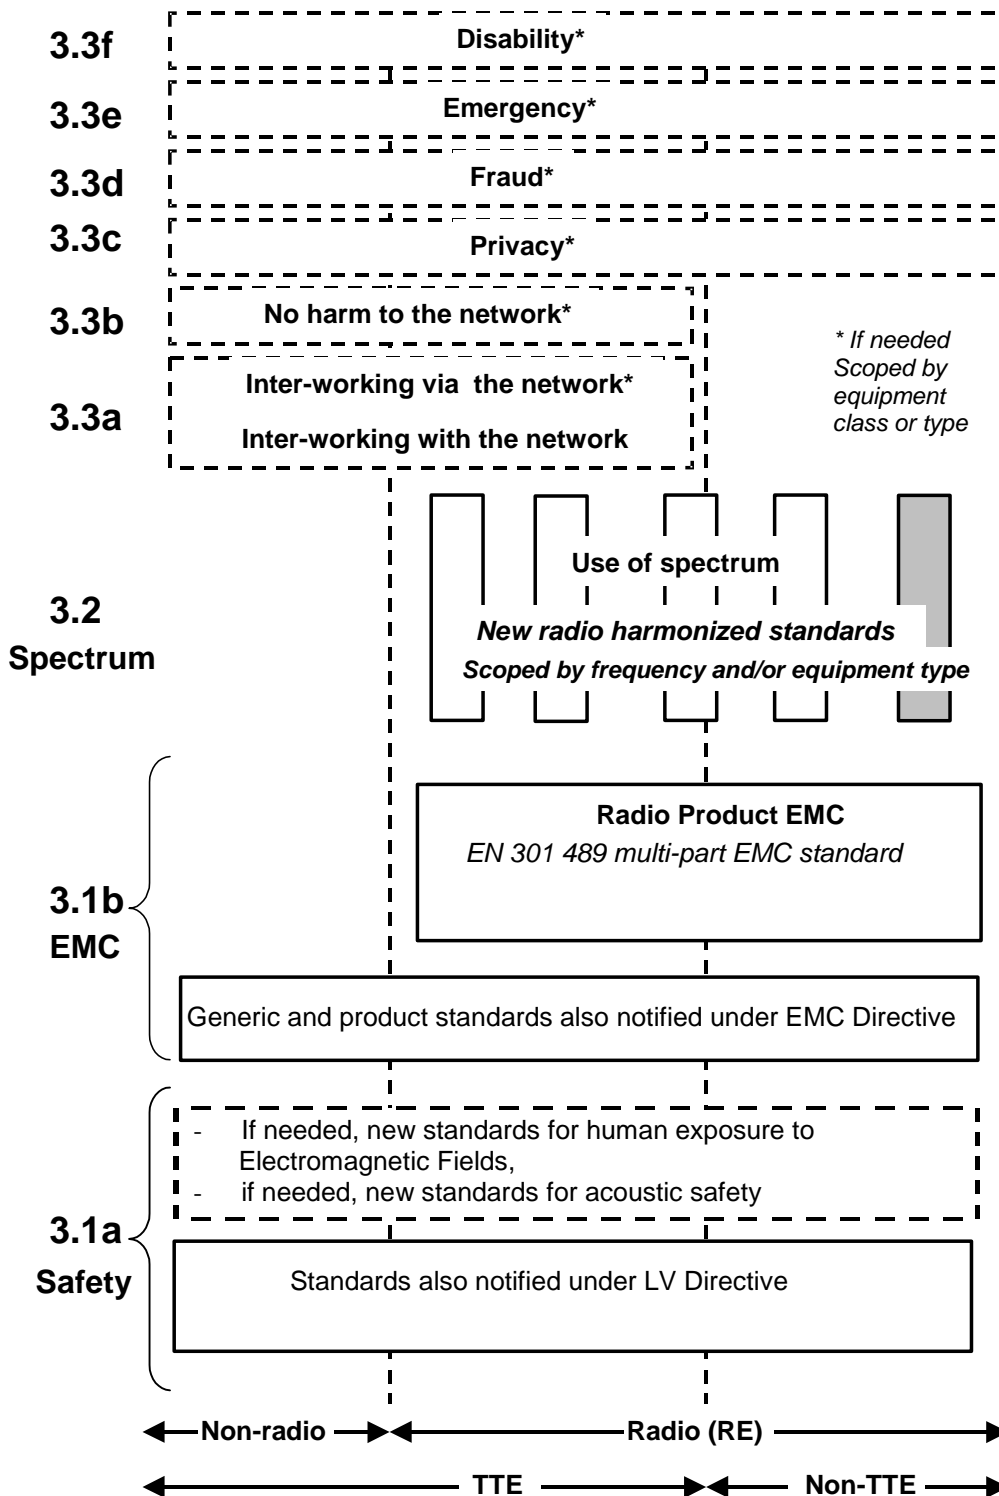 3.3f
Disability*
3.3e
Emergency*
3.3d
Fraud*
3.3c
Privacy*
3.3b
No harm to the network*
3.3a
Inter-working via the network*
Inter-working with the network
* If needed
Scoped by
equipment
class or type
3.2
Spectrum
Use of spectrum
New radio harmonized standards
Scoped by frequency and/or equipment type
3.1b
EMC
Radio Product EMC
EN 301 489 multi-part EMC standard
Generic and product standards also notified under EMC Directive
3.1a
Safety
- If needed, new standards for human exposure to
Electromagnetic Fields,
- if needed, new standards for acoustic safety
Standards also notified under LV Directive
Non-radio
Radio (RE)
TTE
Non-TTE